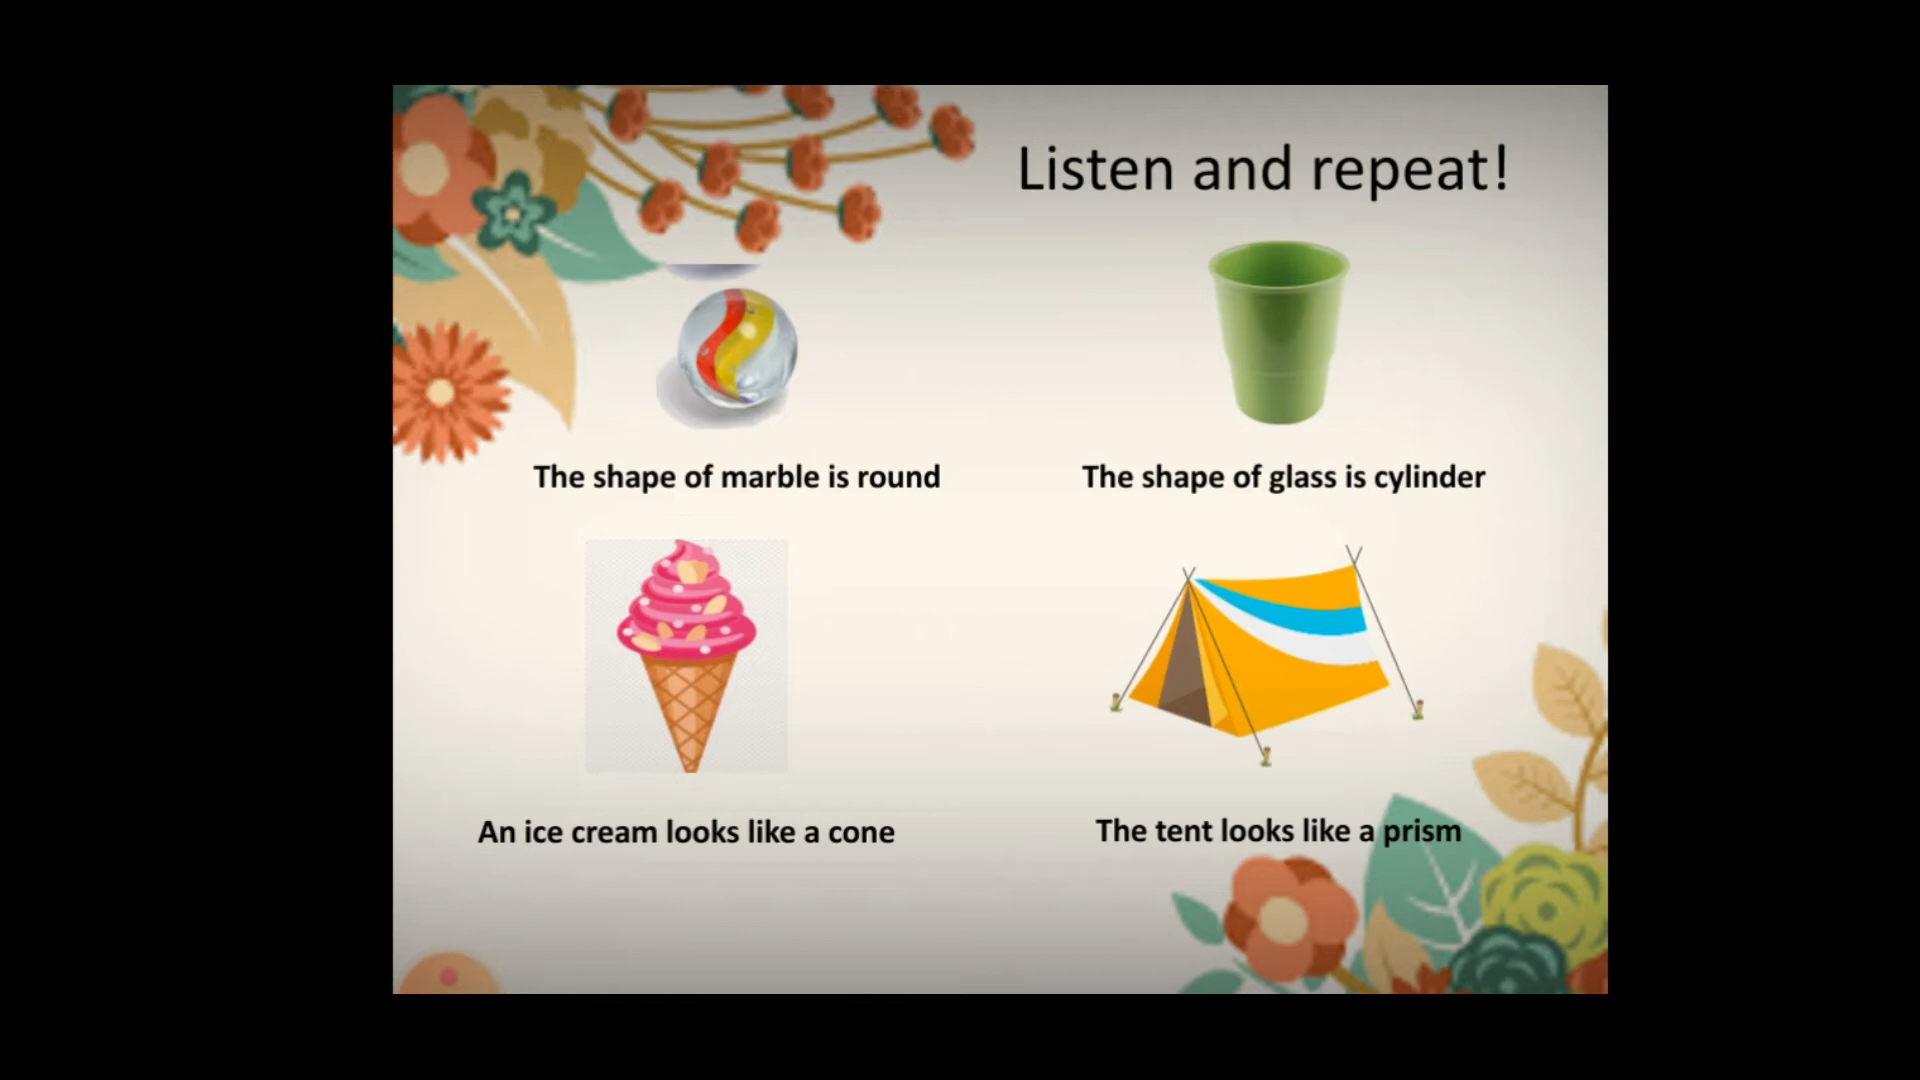 Listen and repeat!
The shape of marble is round
The shape of glass is cylinder
An ice cream looks like a cone
The tent looks like a prism